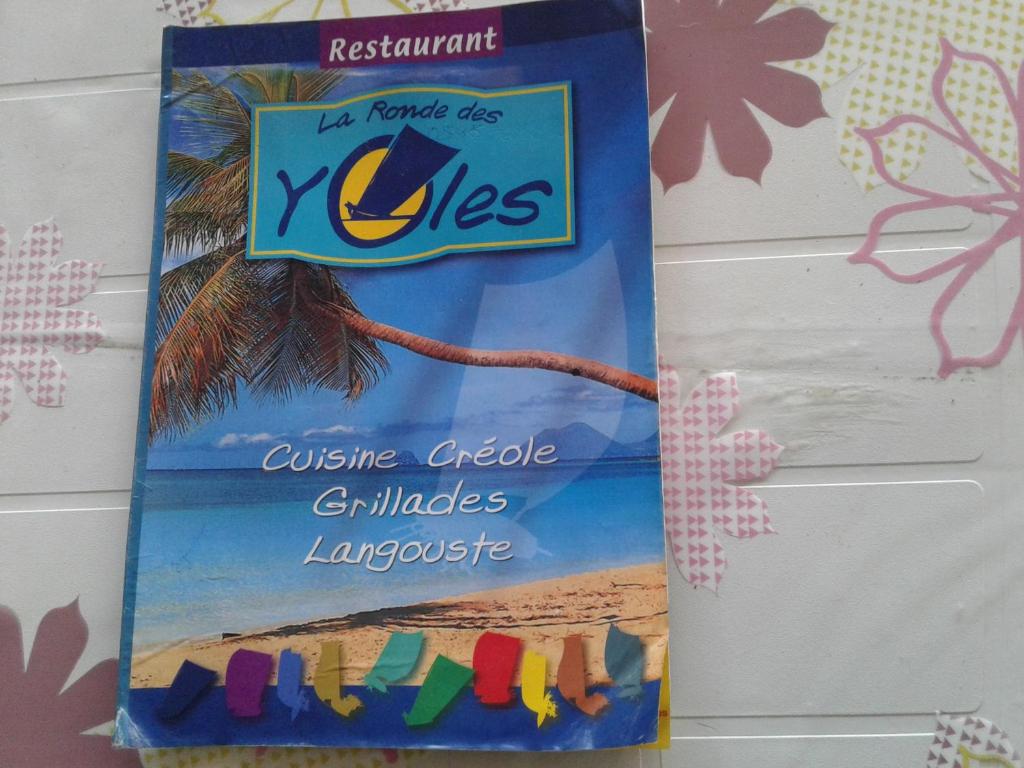 Restaurant
La Ronde des
YOles
Cuisine Créole
Grillades
Langouste